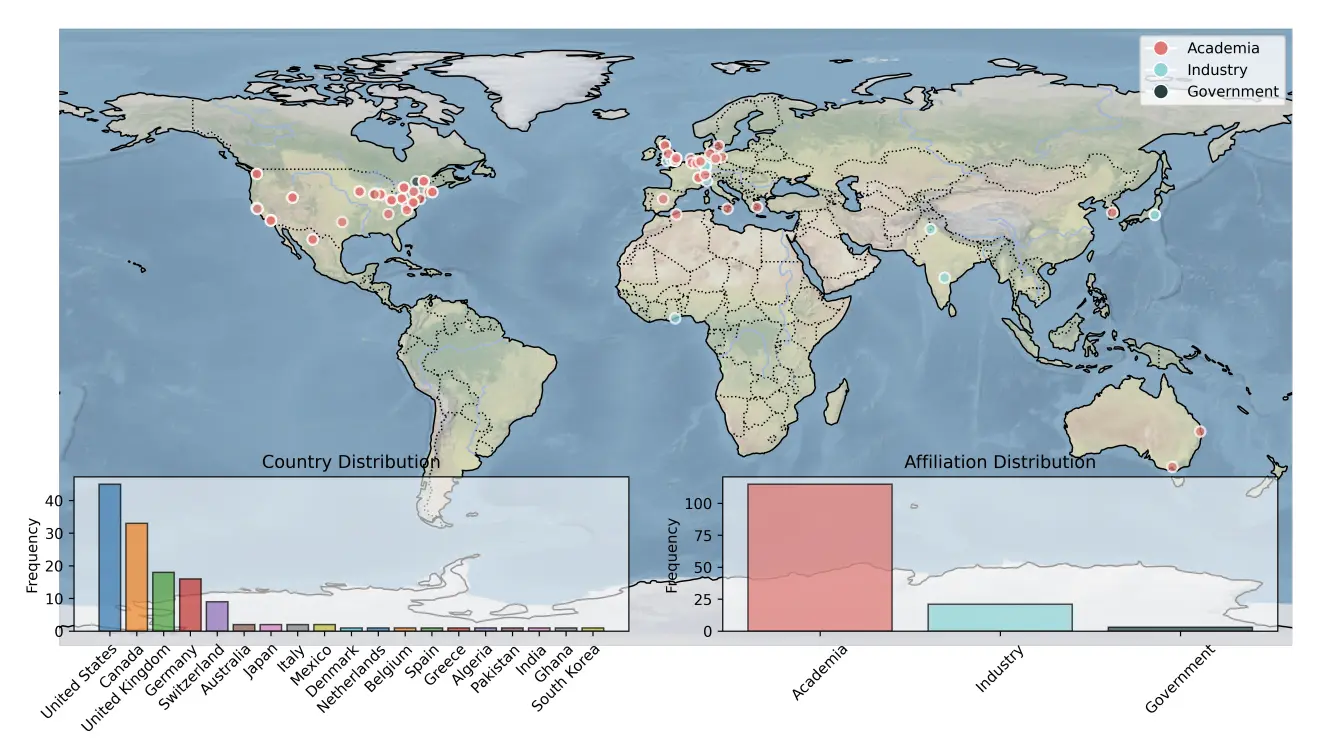 Academia
Industry
Government
Country Distribution
Affiliation Distribution
Frequency
40
30
20
10
0
United States
Canada
United Kingdom
Germany
Switzerland
Australia
Japan
Italy
Mexico
Denmark
Netherlands
Belgium
Spain
Greece
Algeria
Pakistan
India
Ghana
South Korea
Frequency
100
75
50
25
0
Academia
Industry
Government